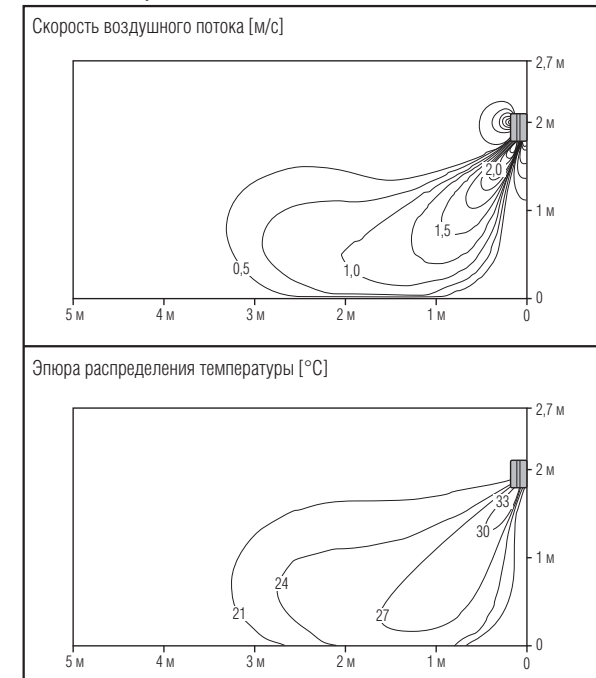 Скорость воздушного потока [м/с]
2,7 м
2 м
2,0
1 м
1,5
0,5
1,0
0
5 м 4 м 3 м 2 м 1 м 0
Эпюра распределения температуры [°C]
2,7 м
2 м
33
30
1 м
24
21
27
0
5 м 4 м 3 м 2 м 1 м 0